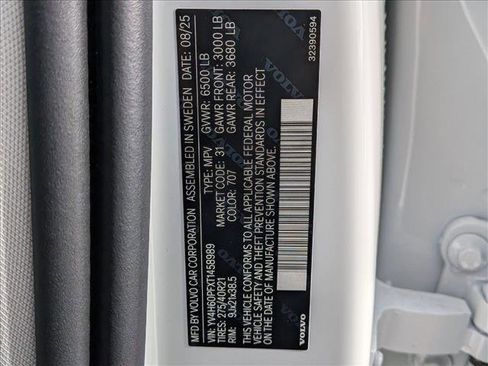 MFD BY VOLVO CAR CORPORATION ASSEMBLED IN SWEDEN DATE: 08/25
VIN: YV4H60PFXT1458989 TYPE: MPV GVWR: 6500 LB
TIRES: 275/40R21 MARKET CODE: 31 GAWR FRONT: 3000 LB
RIM: 9Jx21x38.5 COLOR: 707 GAWR REAR: 3680 LB
THIS VEHICLE CONFORMS TO ALL APPLICABLE FEDERAL MOTOR
VEHICLE SAFETY AND THEFT PREVENTION STANDARDS IN EFFECT
ON THE DATE OF MANUFACTURE SHOWN ABOVE.
VOLVO
VOLVO
32390594